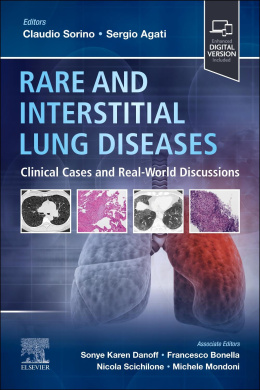 Editors
Claudio Sorino • Sergio Agati
Enhanced
DIGITAL
VERSION
Included
RARE AND
INTERSTITIAL
LUNG DISEASES
Clinical Cases and Real-World Discussions
Associate Editors
Sonye Karen Danoff • Francesco Bonella
Nicola Scichilone • Michele Mondoni
ELSEVIER